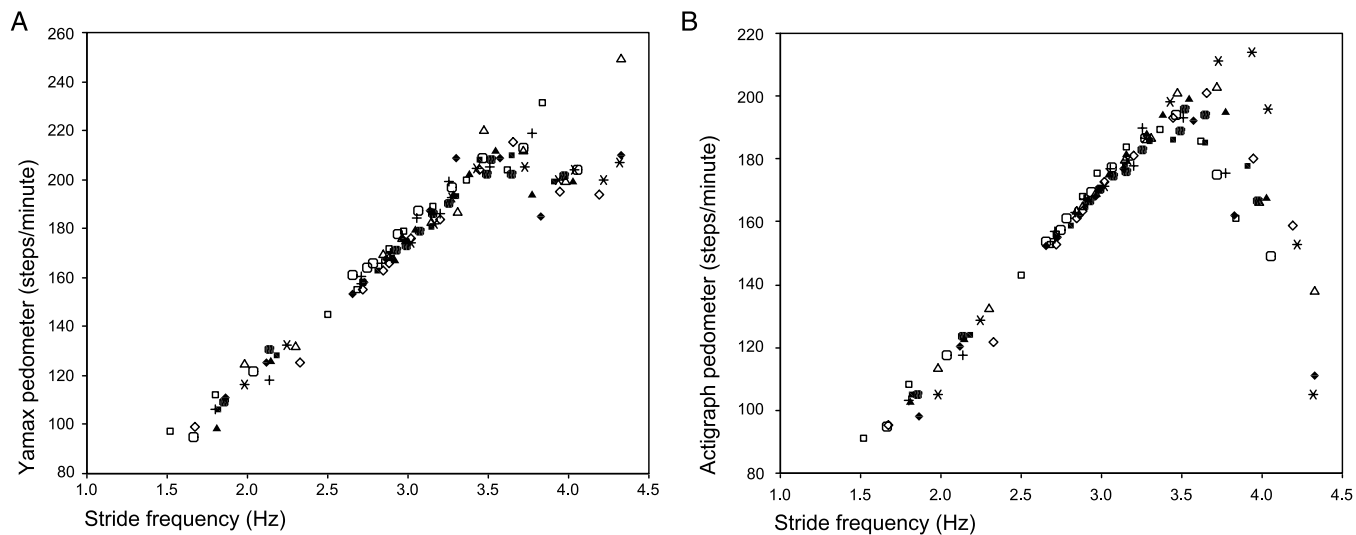 A
Yamax pedometer (steps/minute)
260
240
220
200
180
160
140
120
100
80
1.0 1.5 2.0 2.5 3.0 3.5 4.0 4.5
Stride frequency (Hz)
B
Actigraph pedometer (steps/minute)
220
200
180
160
140
120
100
80
1.0 1.5 2.0 2.5 3.0 3.5 4.0 4.5
Stride frequency (Hz)